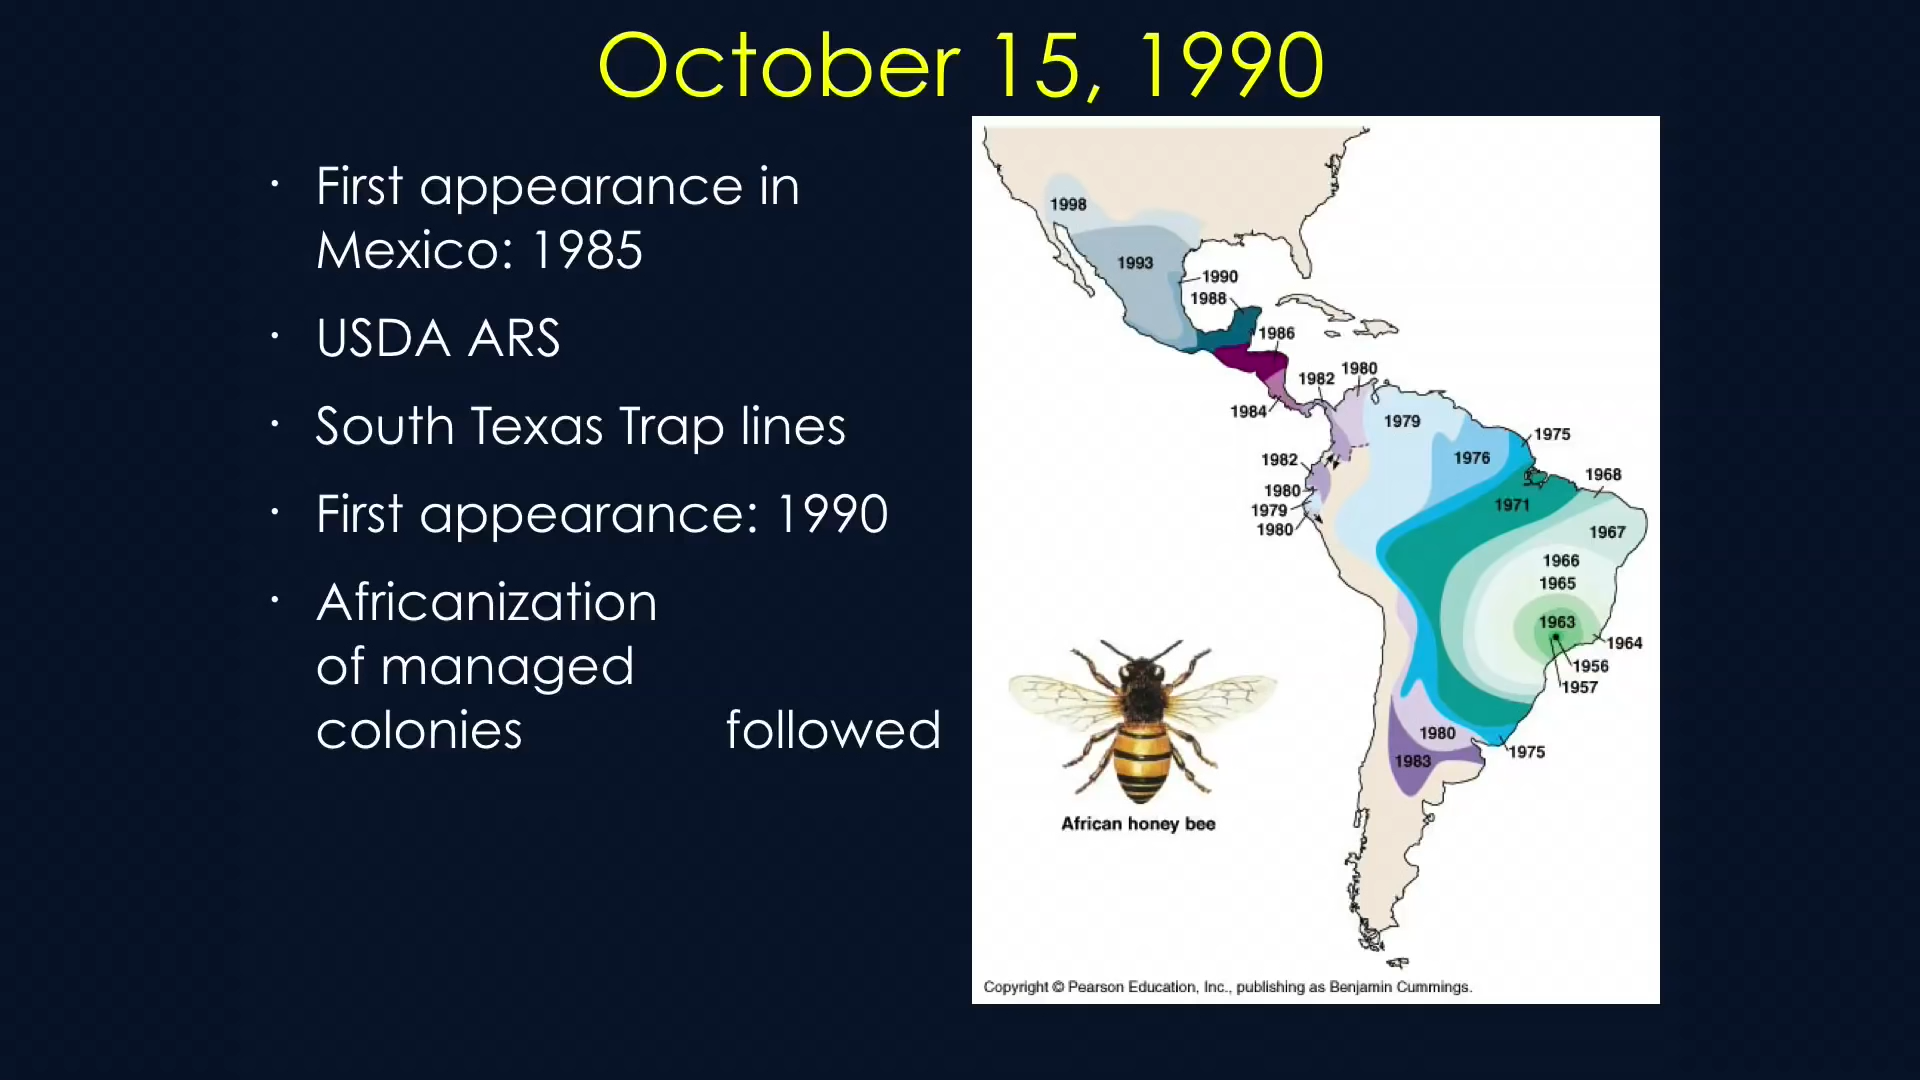 October 15, 1990
· First appearance in
Mexico: 1985
· USDA ARS
· South Texas Trap lines
· First appearance: 1990
· Africanization
of managed
colonies followed
1998
1993
1990
1988
1986
1982
1980
1984
1979
1975
1976
1982
1968
1980
1971
1979
1980
1967
1966
1965
1963
1964
1956
1957
1980
1975
1983
African honey bee
Copyright © Pearson Education, Inc., publishing as Benjamin Cummings.